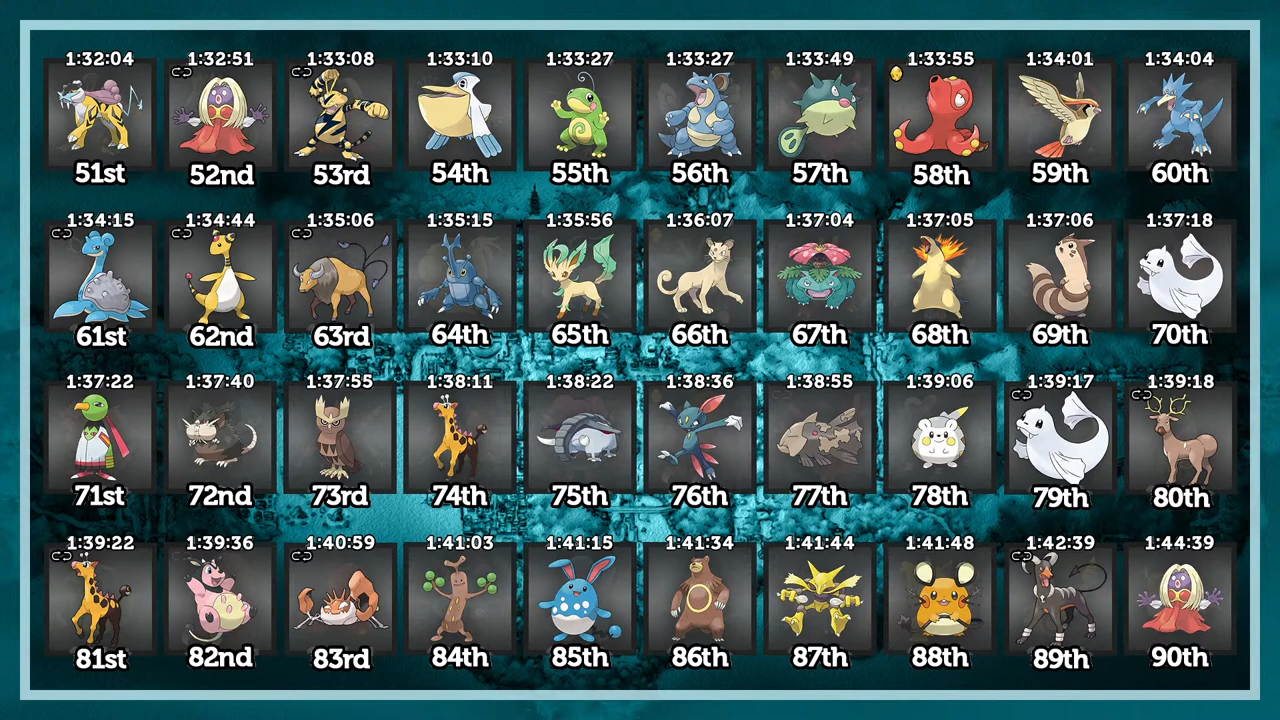 1:32:04 1:32:51 1:33:08 1:33:10 1:33:27 1:33:27 1:33:49 1:33:55 1:34:01 1:34:04
51st 52nd 53rd 54th 55th 56th 57th 58th 59th 60th
1:34:15 1:34:44 1:35:06 1:35:15 1:35:56 1:36:07 1:37:04 1:37:05 1:37:06 1:37:18
61st 62nd 63rd 64th 65th 66th 67th 68th 69th 70th
1:37:22 1:37:40 1:37:55 1:38:11 1:38:22 1:38:36 1:38:55 1:39:06 1:39:17 1:39:18
71st 72nd 73rd 74th 75th 76th 77th 78th 79th 80th
1:39:22 1:39:36 1:40:59 1:41:03 1:41:15 1:41:34 1:41:44 1:41:48 1:42:39 1:44:39
81st 82nd 83rd 84th 85th 86th 87th 88th 89th 90th